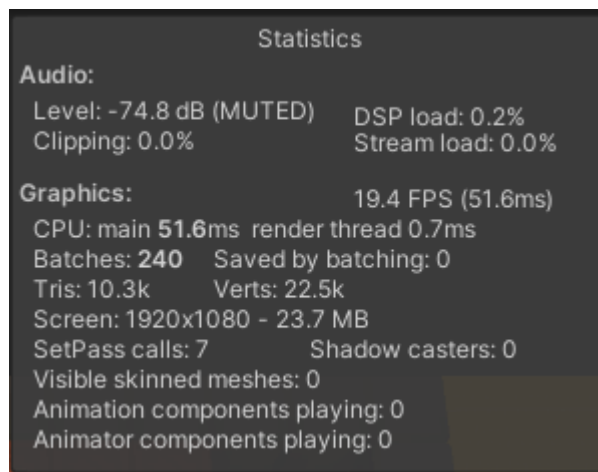 Statistics
Audio:
Level: -74.8 dB (MUTED) DSP load: 0.2%
Clipping: 0.0% Stream load: 0.0%
Graphics: 19.4 FPS (51.6ms)
CPU: main 51.6ms render thread 0.7ms
Batches: 240 Saved by batching: 0
Tris: 10.3k Verts: 22.5k
Screen: 1920x1080 - 23.7 MB
SetPass calls: 7 Shadow casters: 0
Visible skinned meshes: 0
Animation components playing: 0
Animator components playing: 0